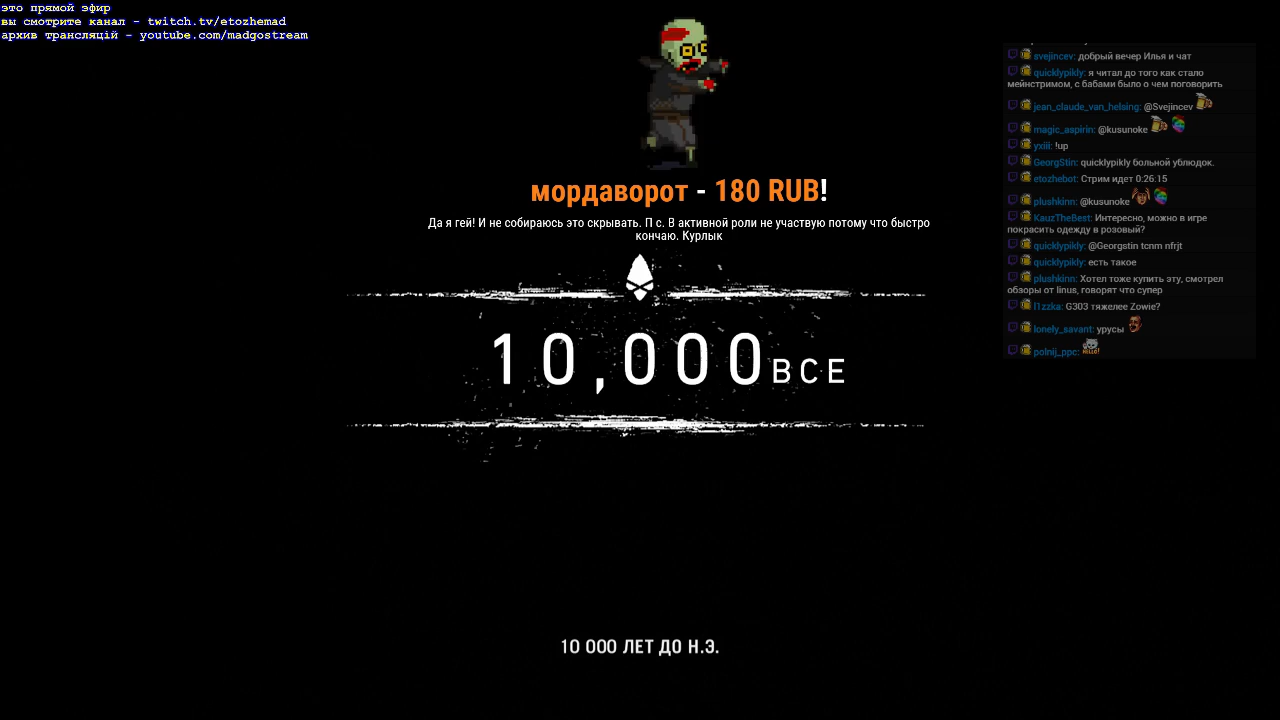 это прямой эфир
вы смотрите канал - twitch.tv/etozhemad
архив трансляцiй - youtube.com/madgostream
мордаворот - 180 RUB!
Да я гей! И не собираюсь это скрывать. П с. В активной роли не участвую потому что быстро
кончаю. Курлык
10,000BCE
10 000 ЛЕТ ДО Н.Э.
svejincev: добрый вечер Илья и чат
quicklypikly: я читал до того как стало
мейнстримом, с бабами было о чем поговорить
jean_claude_van_helsing: @Svejincev
magic_aspirin: @kusunoke
yxiii: !up
GeorgStin: quicklypikly больной ублюдок.
etozhebot: Стрим идет 0:26:15
plushkinn: @kusunoke
KauzTheBest: Интересно, можно в игре
покрасить одежду в розовый?
quicklypikly: @Georgstin tcnm nfrjt
quicklypikly: есть такое
plushkinn: Хотел тоже купить эту, смотрел
обзоры от linus, говорят что супер
l1zzka: G303 тяжелее Zowie?
lonely_savant: урусы
polnij_ppc: HELLO!